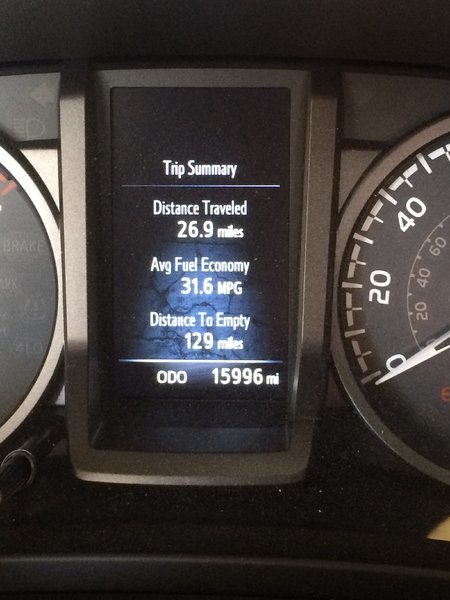 Trip Summary
Distance Traveled
26.9 miles
Avg Fuel Economy
31.6 MPG
Distance To Empty
129 miles
ODO 15996 mi
BRAKE
0
20
40
20
40
60